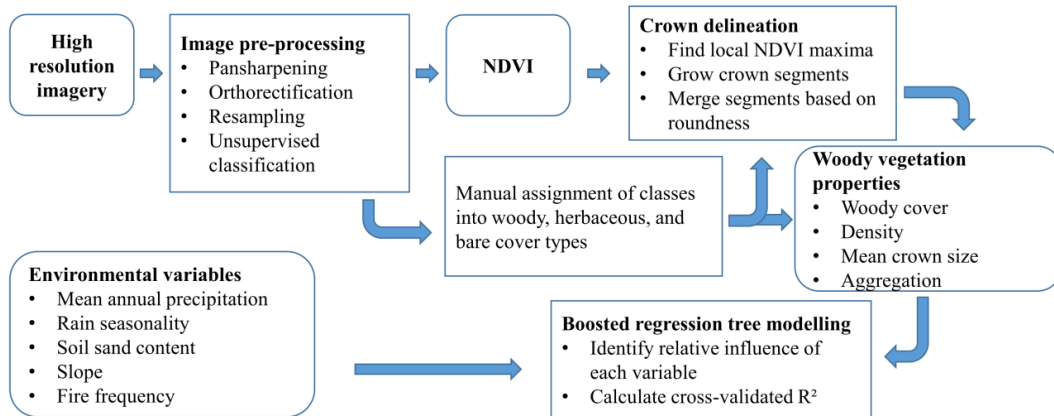 High
resolution
imagery
Image pre-processing
• Pansharpening
• Orthorectification
• Resampling
• Unsupervised
classification
NDVI
Crown delineation
• Find local NDVI maxima
• Grow crown segments
• Merge segments based on
roundness
Manual assignment of classes
into woody, herbaceous, and
bare cover types
Woody vegetation
properties
• Woody cover
• Density
• Mean crown size
• Aggregation
Environmental variables
• Mean annual precipitation
• Rain seasonality
• Soil sand content
• Slope
• Fire frequency
Boosted regression tree modelling
• Identify relative influence of
each variable
• Calculate cross-validated R²